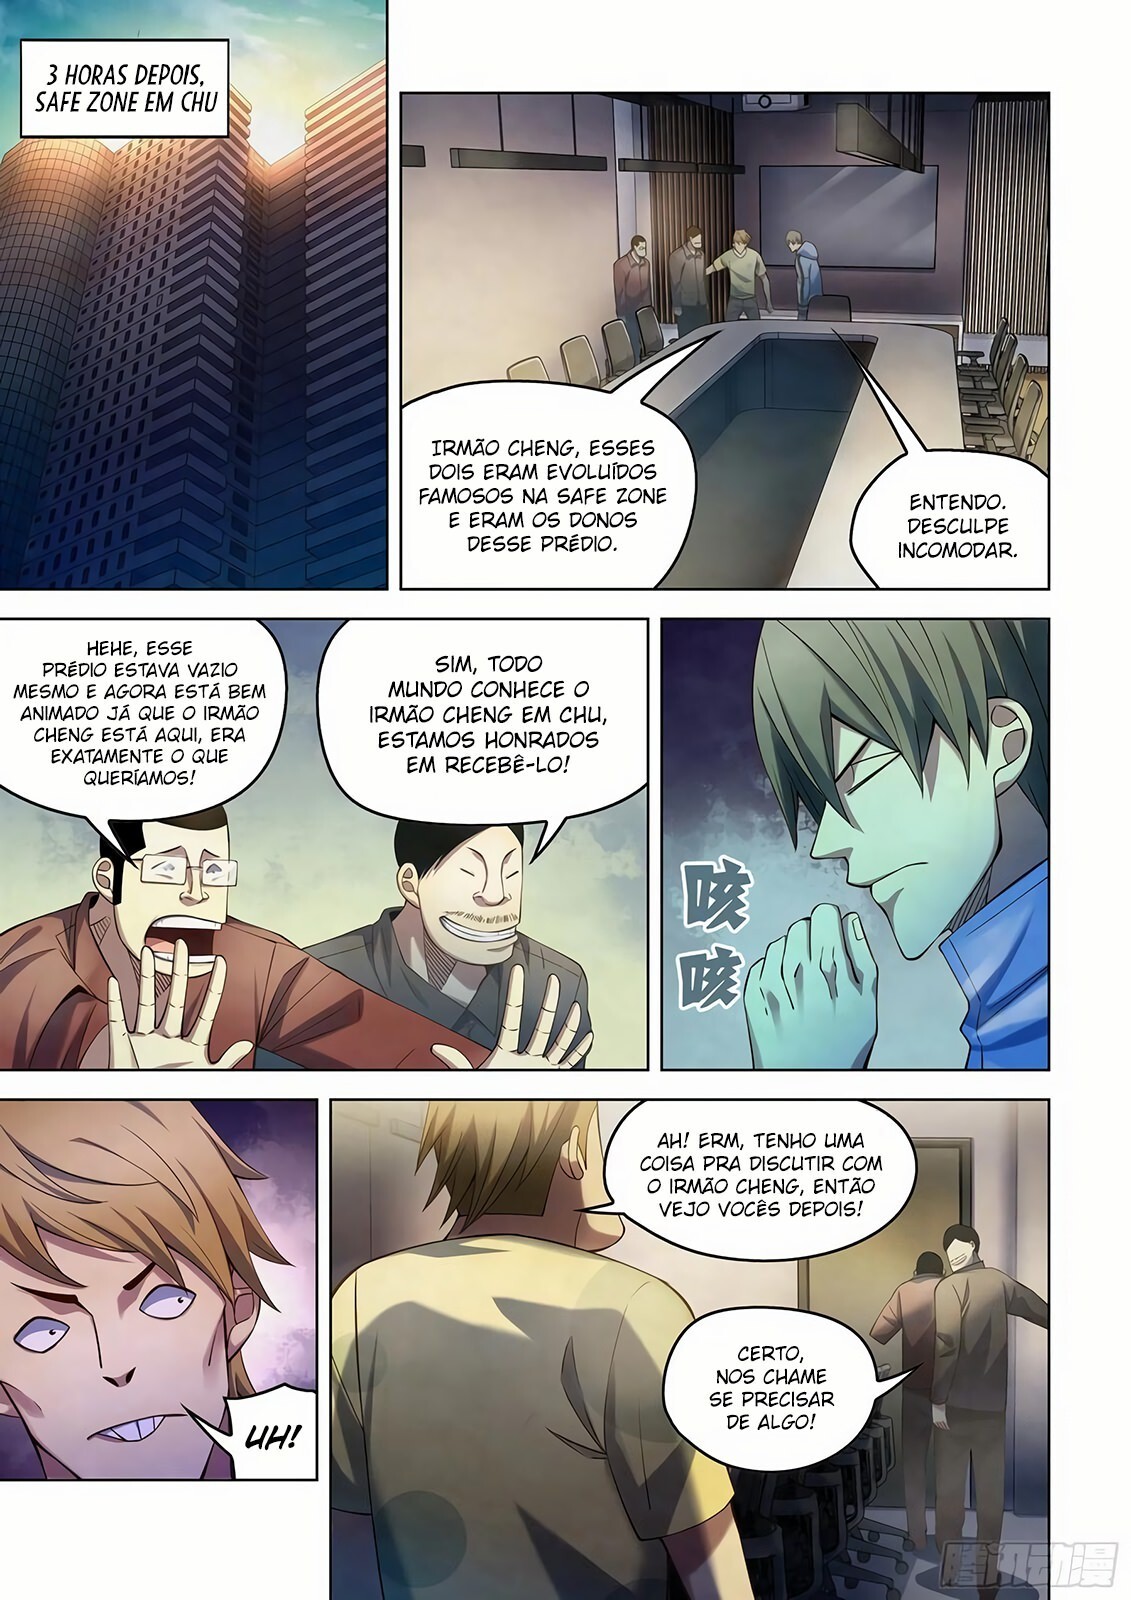 3 HORAS DEPOIS,
SAFE ZONE EM CHU
IRMÃO CHENG, ESSES
DOIS ERAM EVOLUÍDOS
FAMOSOS NA SAFE ZONE
E ERAM OS DONOS
DESSE PRÉDIO.
ENTENDO.
DESCULPE
INCOMODAR.
HEHE, ESSE
PRÉDIO ESTAVA VAZIO
MESMO E AGORA ESTÁ BEM
ANIMADO JÁ QUE O IRMÃO
CHENG ESTÁ AQUI, ERA
EXATAMENTE O QUE
QUERÍAMOS!
SIM, TODO
MUNDO CONHECE O
IRMÃO CHENG EM CHU,
ESTAMOS HONRADOS
EM RECEBÊ-LO!
咳
咳
UH!
AH! ERM, TENHO UMA
COISA PRA DISCUTIR COM
O IRMÃO CHENG, ENTÃO
VEJO VOCÊS DEPOIS!
CERTO,
NOS CHAME
SE PRECISAR
DE ALGO!
腾讯动漫